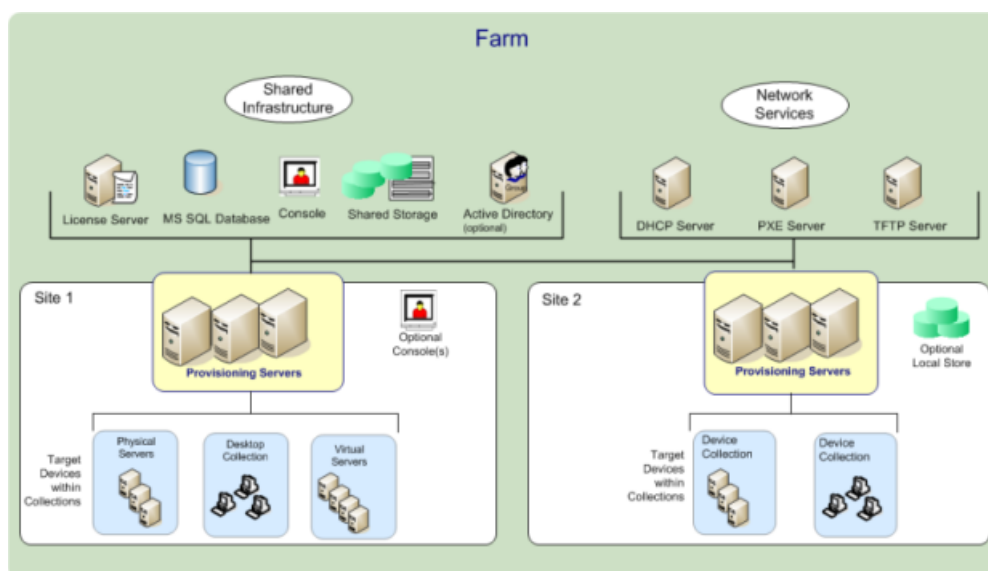 Farm
Shared
Infrastructure
Network
Services
License Server
MS SQL Database
Console
Shared Storage
Group
Active Directory
(optional)
DHCP Server
PXE Server
TFTP Server
Site 1
Provisioning Servers
Optional
Console(s)
Target
Devices
within
Collections
Physical
Servers
Desktop
Collection
Virtual
Servers
Site 2
Provisioning Servers
Optional
Local Store
Target
Devices
within
Collections
Device
Collection
Device
Collection